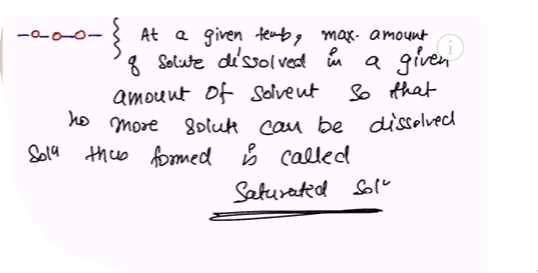 At a given temp, max. amount
of solute dissolved in a given
amount of solvent so that
no more solute can be dissolved
Solⁿ thus formed is called
Saturated Solⁿ